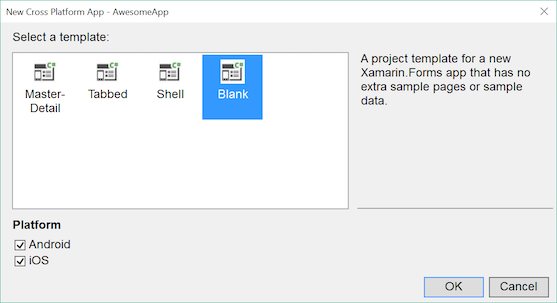 New Cross Platform App - AwesomeApp
Select a template:
Master-
Detail
Tabbed
Shell
Blank
A project template for a new
Xamarin.Forms app that has no
extra sample pages or sample
data.
Platform
Android
iOS
OK
Cancel